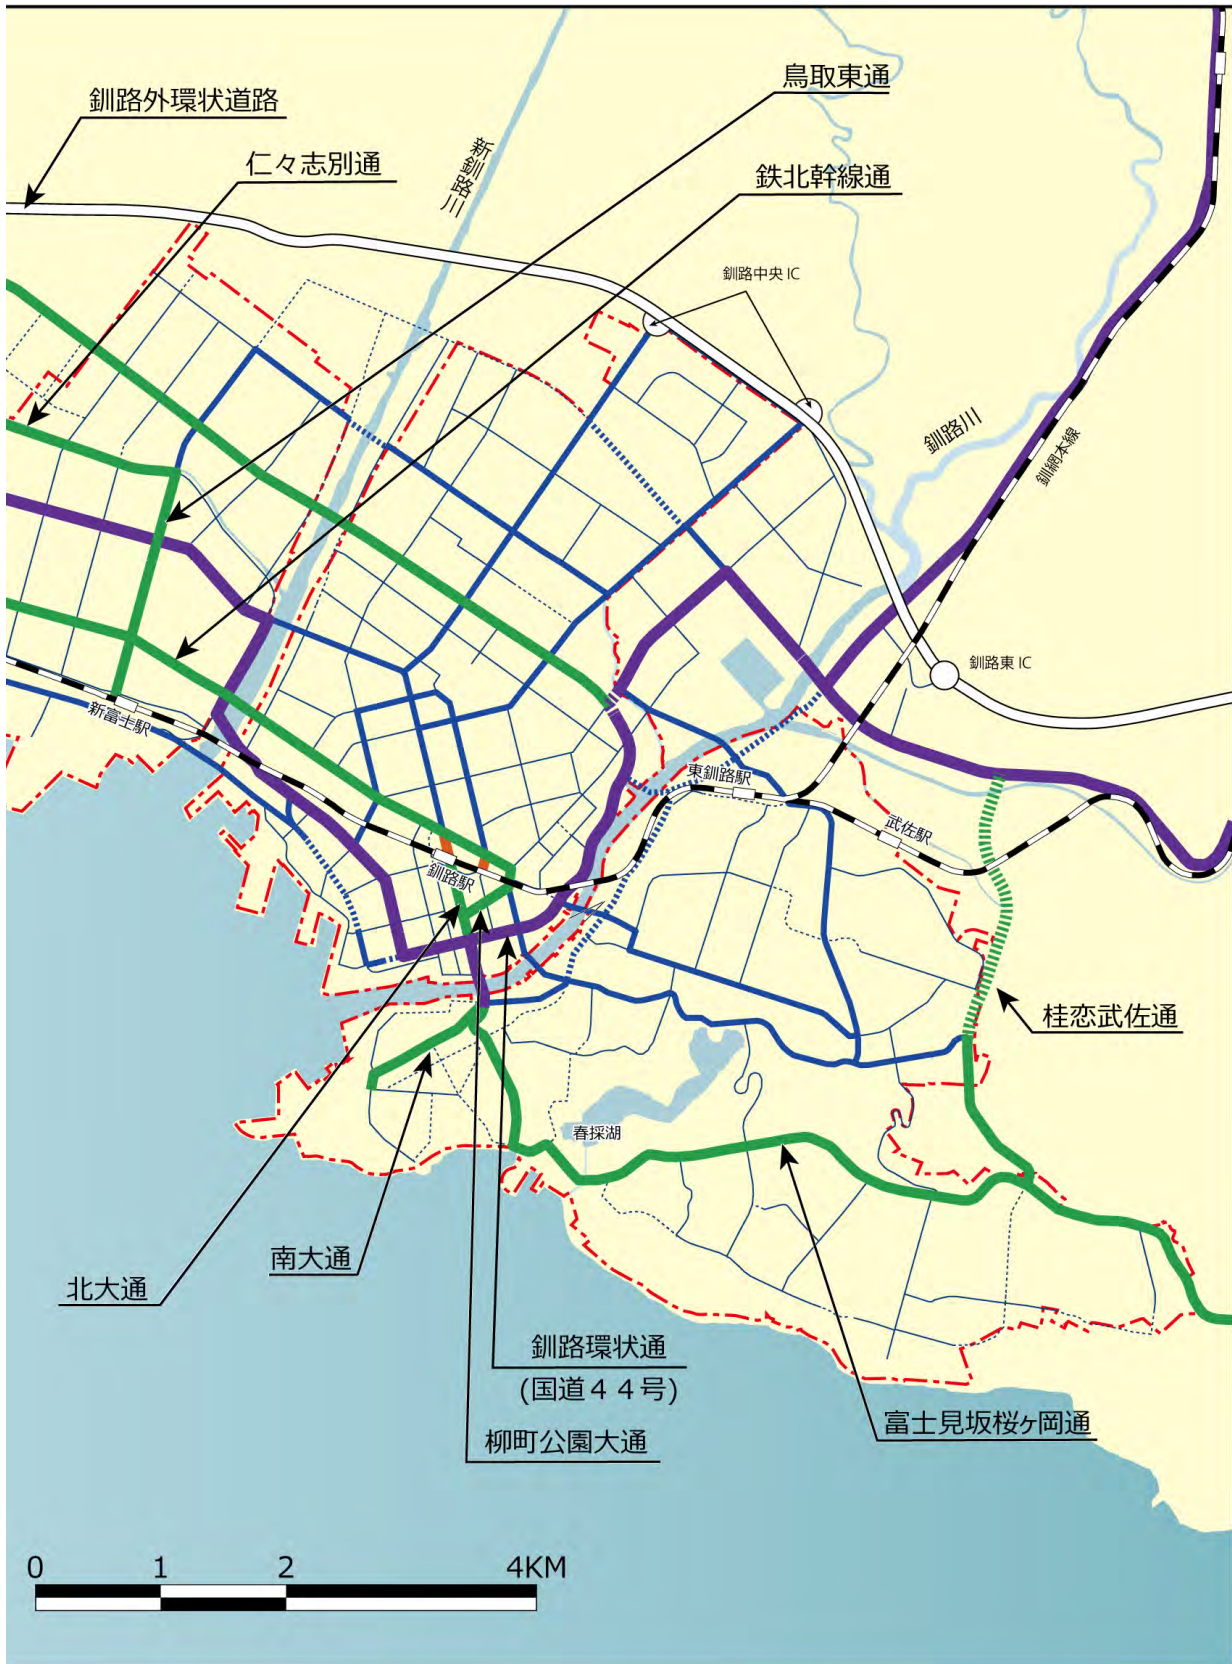 鳥取東通
釧路外環状道路
新釧路川
仁々志別通
鉄北幹線通
釧路中央 IC
釧路川
釧網本線
釧路東 IC
新富士駅
東釧路駅
武佐駅
釧路駅
桂恋武佐通
春採湖
南大通
北大通
釧路環状通
(国道44号)
富士見坂桜ヶ岡通
柳町公園大通
0 1 2 4KM